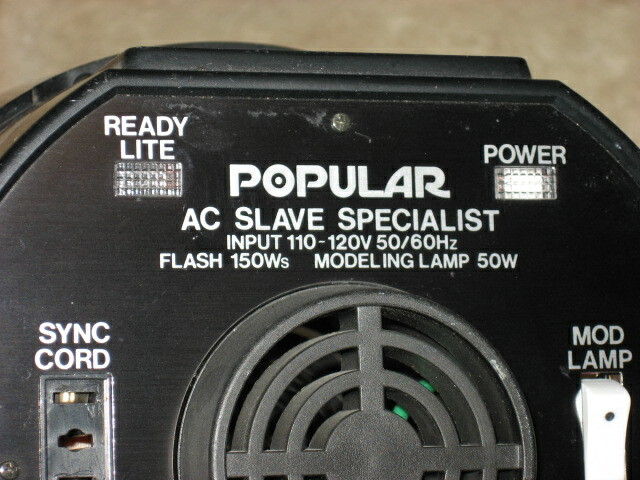 READY
LITE
POWER
POPULAR
AC SLAVE SPECIALIST
INPUT 110-120V 50/60Hz
FLASH 150Ws MODELING LAMP 50W
SYNC
CORD
MOD
LAMP